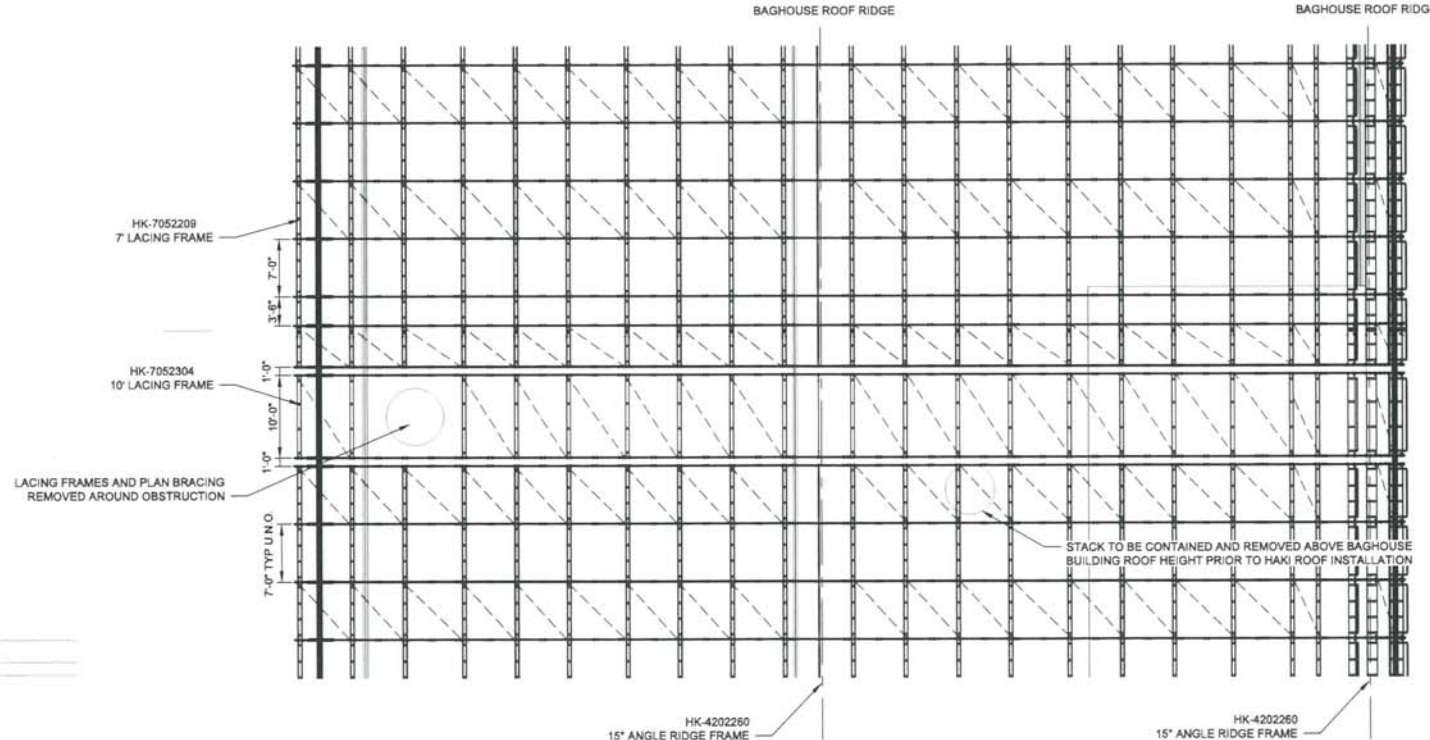 BAGHOUSE ROOF RIDGE
BAGHOUSE ROOF RIDG
HK-7052209
7' LACING FRAME
7'-0"
3'-6"
HK-7052304
10' LACING FRAME
1'-0"
10'-0"
1'-0"
LACING FRAMES AND PLAN BRACING
REMOVED AROUND OBSTRUCTION
7'-0" TYP U.N.O.
STACK TO BE CONTAINED AND REMOVED ABOVE BAGHOUSE
BUILDING ROOF HEIGHT PRIOR TO HAKI ROOF INSTALLATION
HK-4202260
15° ANGLE RIDGE FRAME
HK-4202260
15° ANGLE RIDGE FRAME